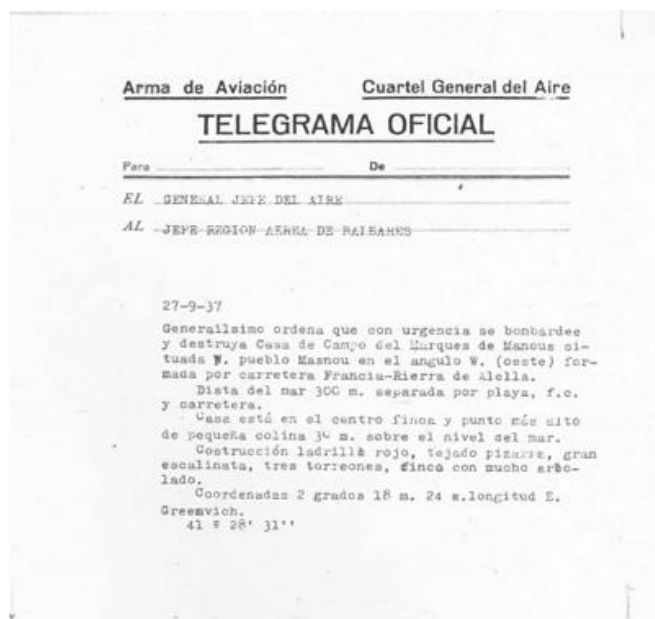 Arma de Aviación Cuartel General del Aire
TELEGRAMA OFICIAL
Para De
EL GENERAL JEFE DEL AIRE
AL JEFE REGION AEREA DE BALEARES
27-9-37
Generalísimo ordena que con urgencia se bonbardee
y destruya Casa de Campo del Marques de Manous si-
tuada W. pueblo Masnou en el angulo W. (oeste) for-
mada por carretera Francia-Rierra de Alella.
Dista del mar 300 m. separada por playa, f.c.
y carretera.
Casa está en el centro finca y punto más alto
de pequeña colina m. sobre el nivel del mar.
Costrucción ladrillo rojo, tejado pizarra, gran
escalinata, tres torreones, finca con mucho arbo-
lado.
Coordenadas 2 grados 18 m. 24 s.longitud E.
Greemvich.
41 º 28' 31''